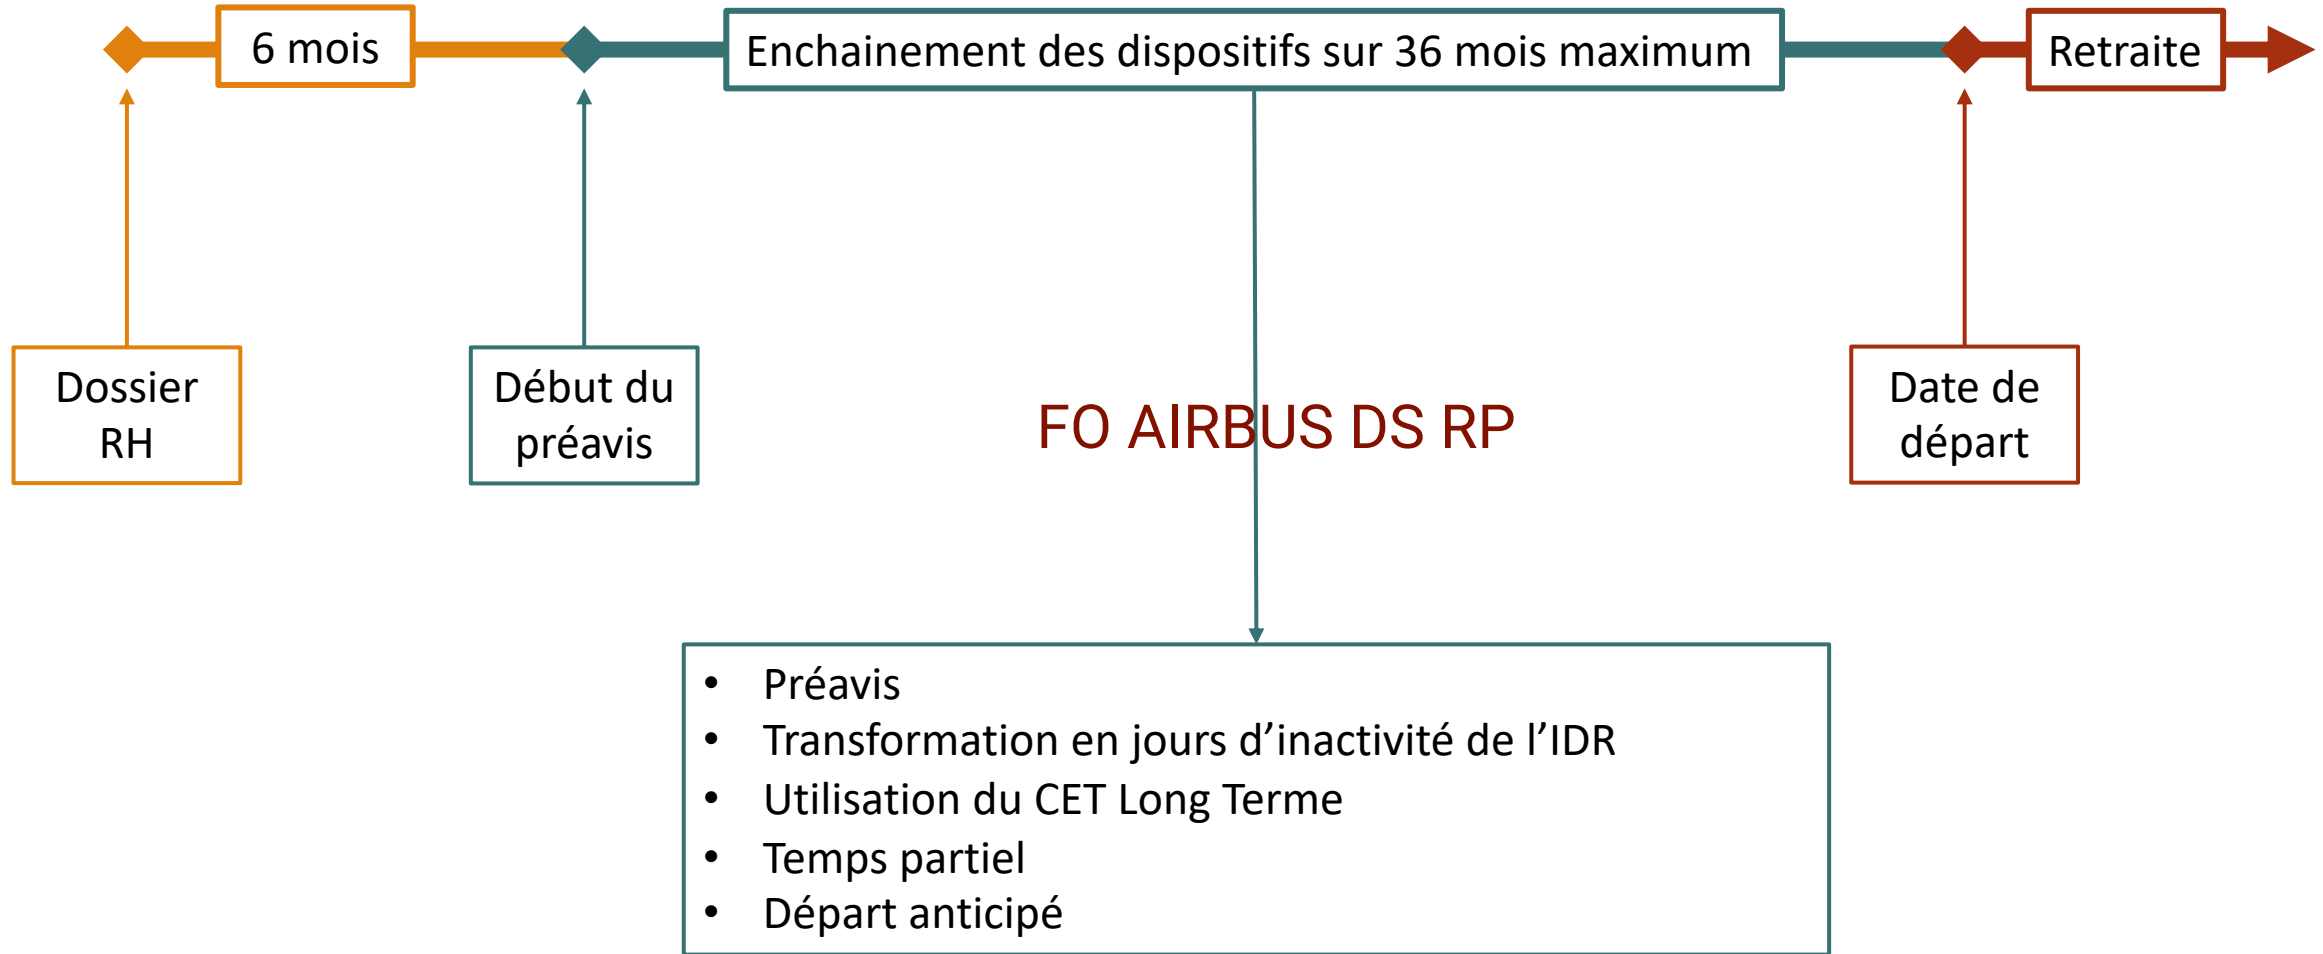 6 mois
Enchainement des dispositifs sur 36 mois maximum
Retraite
Dossier
RH
Début du
préavis
FO AIRBUS DS RP
Date de
départ
• Préavis
• Transformation en jours d’inactivité de l’IDR
• Utilisation du CET Long Terme
• Temps partiel
• Départ anticipé